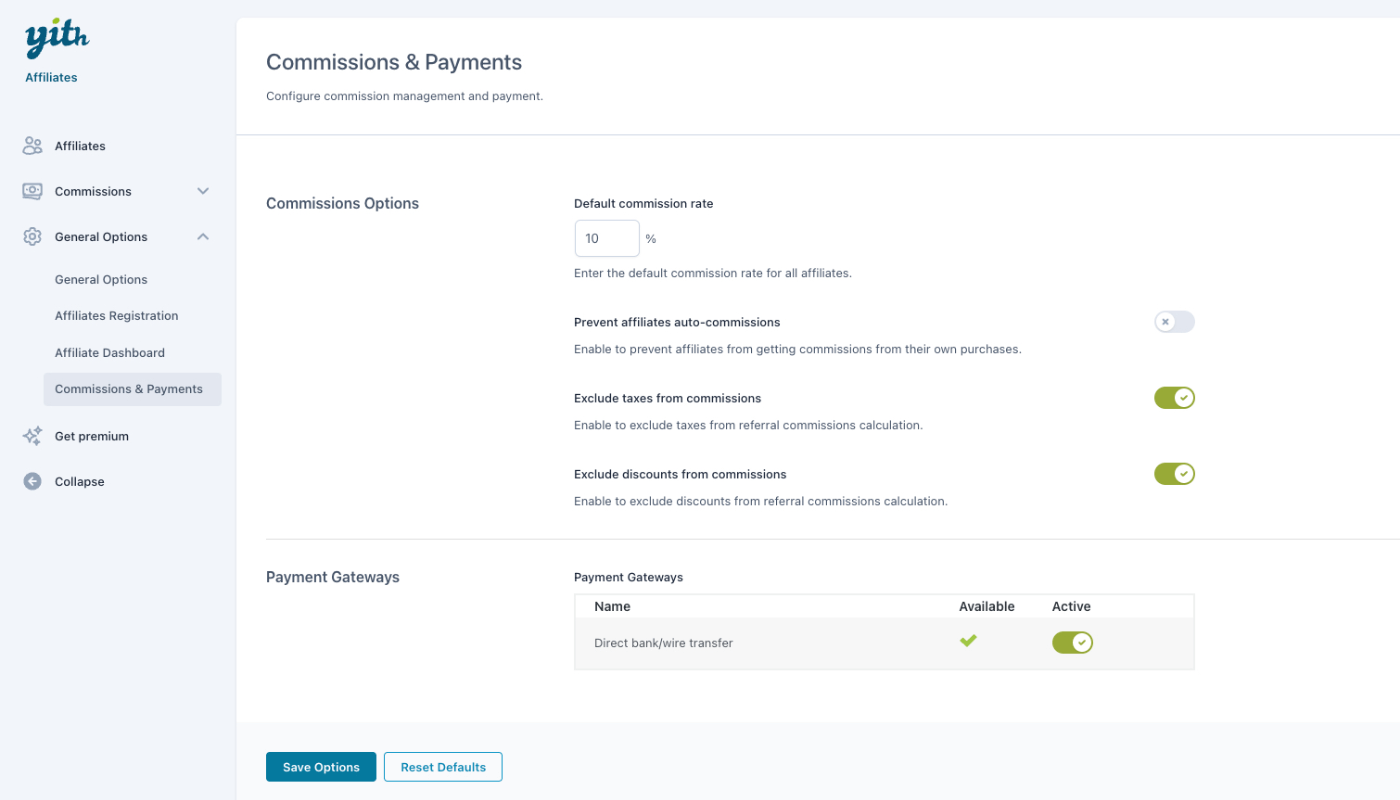 yith
Affiliates
Affiliates
Commissions
General Options
General Options
Affiliates Registration
Affiliate Dashboard
Commissions & Payments
Get premium
Collapse
Commissions & Payments
Configure commission management and payment.
Commissions Options
Default commission rate
10 %
Enter the default commission rate for all affiliates.
Prevent affiliates auto-commissions
Enable to prevent affiliates from getting commissions from their own purchases.
Exclude taxes from commissions
Enable to exclude taxes from referral commissions calculation.
Exclude discounts from commissions
Enable to exclude discounts from referral commissions calculation.
Payment Gateways
Payment Gateways
Name Available Active
Direct bank/wire transfer
Save Options Reset Defaults